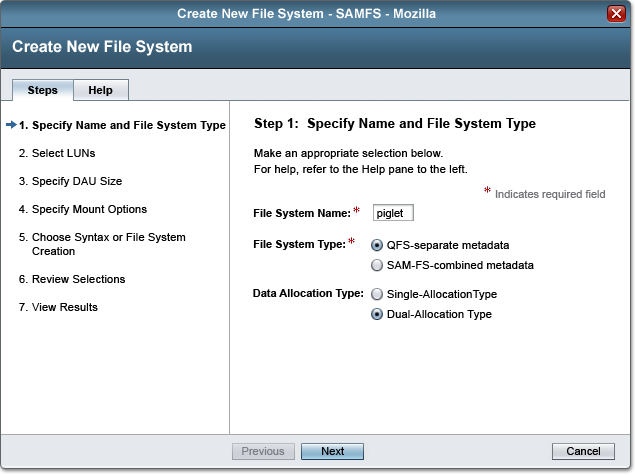 Create New File System - SAMFS - Mozilla
Create New File System
Steps
Help
1. Specify Name and File System Type
2. Select LUNs
3. Specify DAU Size
4. Specify Mount Options
5. Choose Syntax or File System
Creation
6. Review Selections
7. View Results
Step 1: Specify Name and File System Type
Make an appropriate selection below.
For help, refer to the Help pane to the left.
* Indicates required field
File System Name:* piglet
File System Type:* QFS-separate metadata
SAM-FS-combined metadata
Data Allocation Type: Single-AllocationType
Dual-Allocation Type
Previous
Next
Cancel